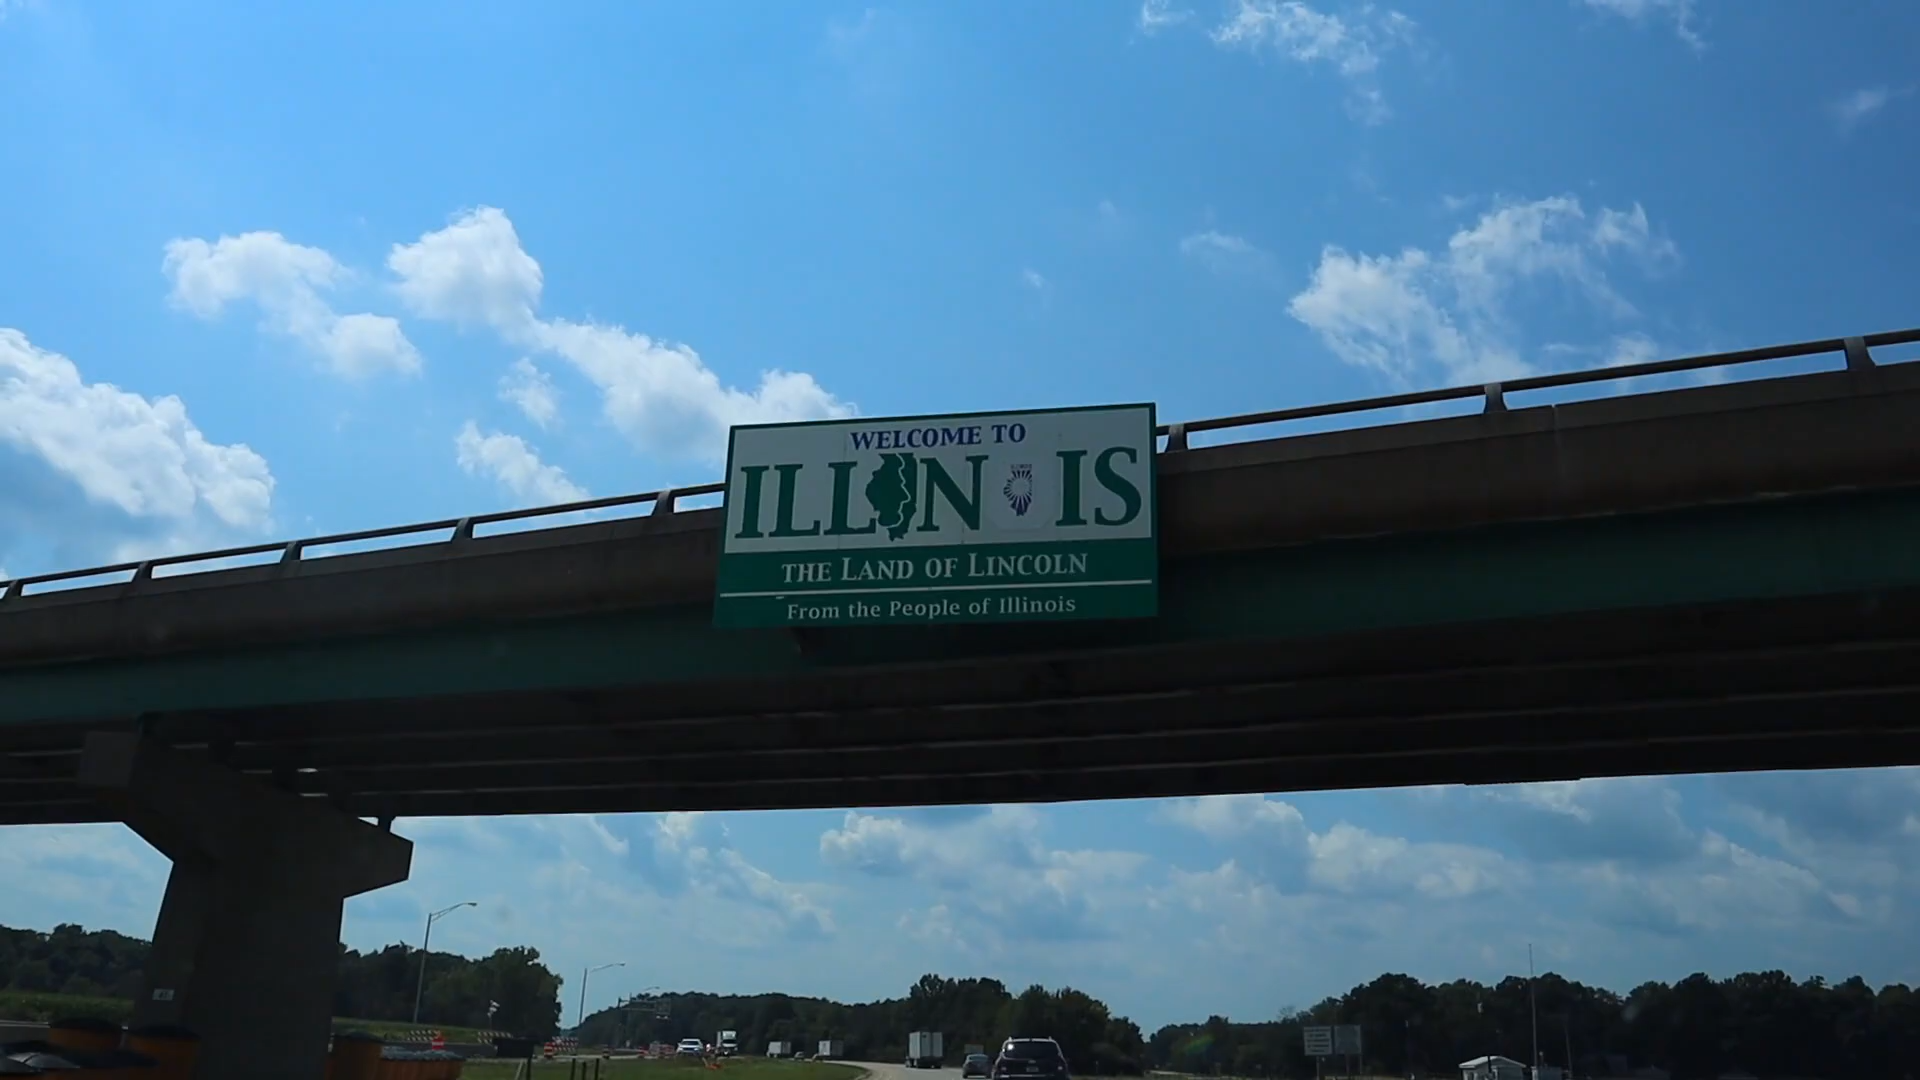 WELCOME TO
ILLINOIS
THE LAND OF LINCOLN
From the People of Illinois